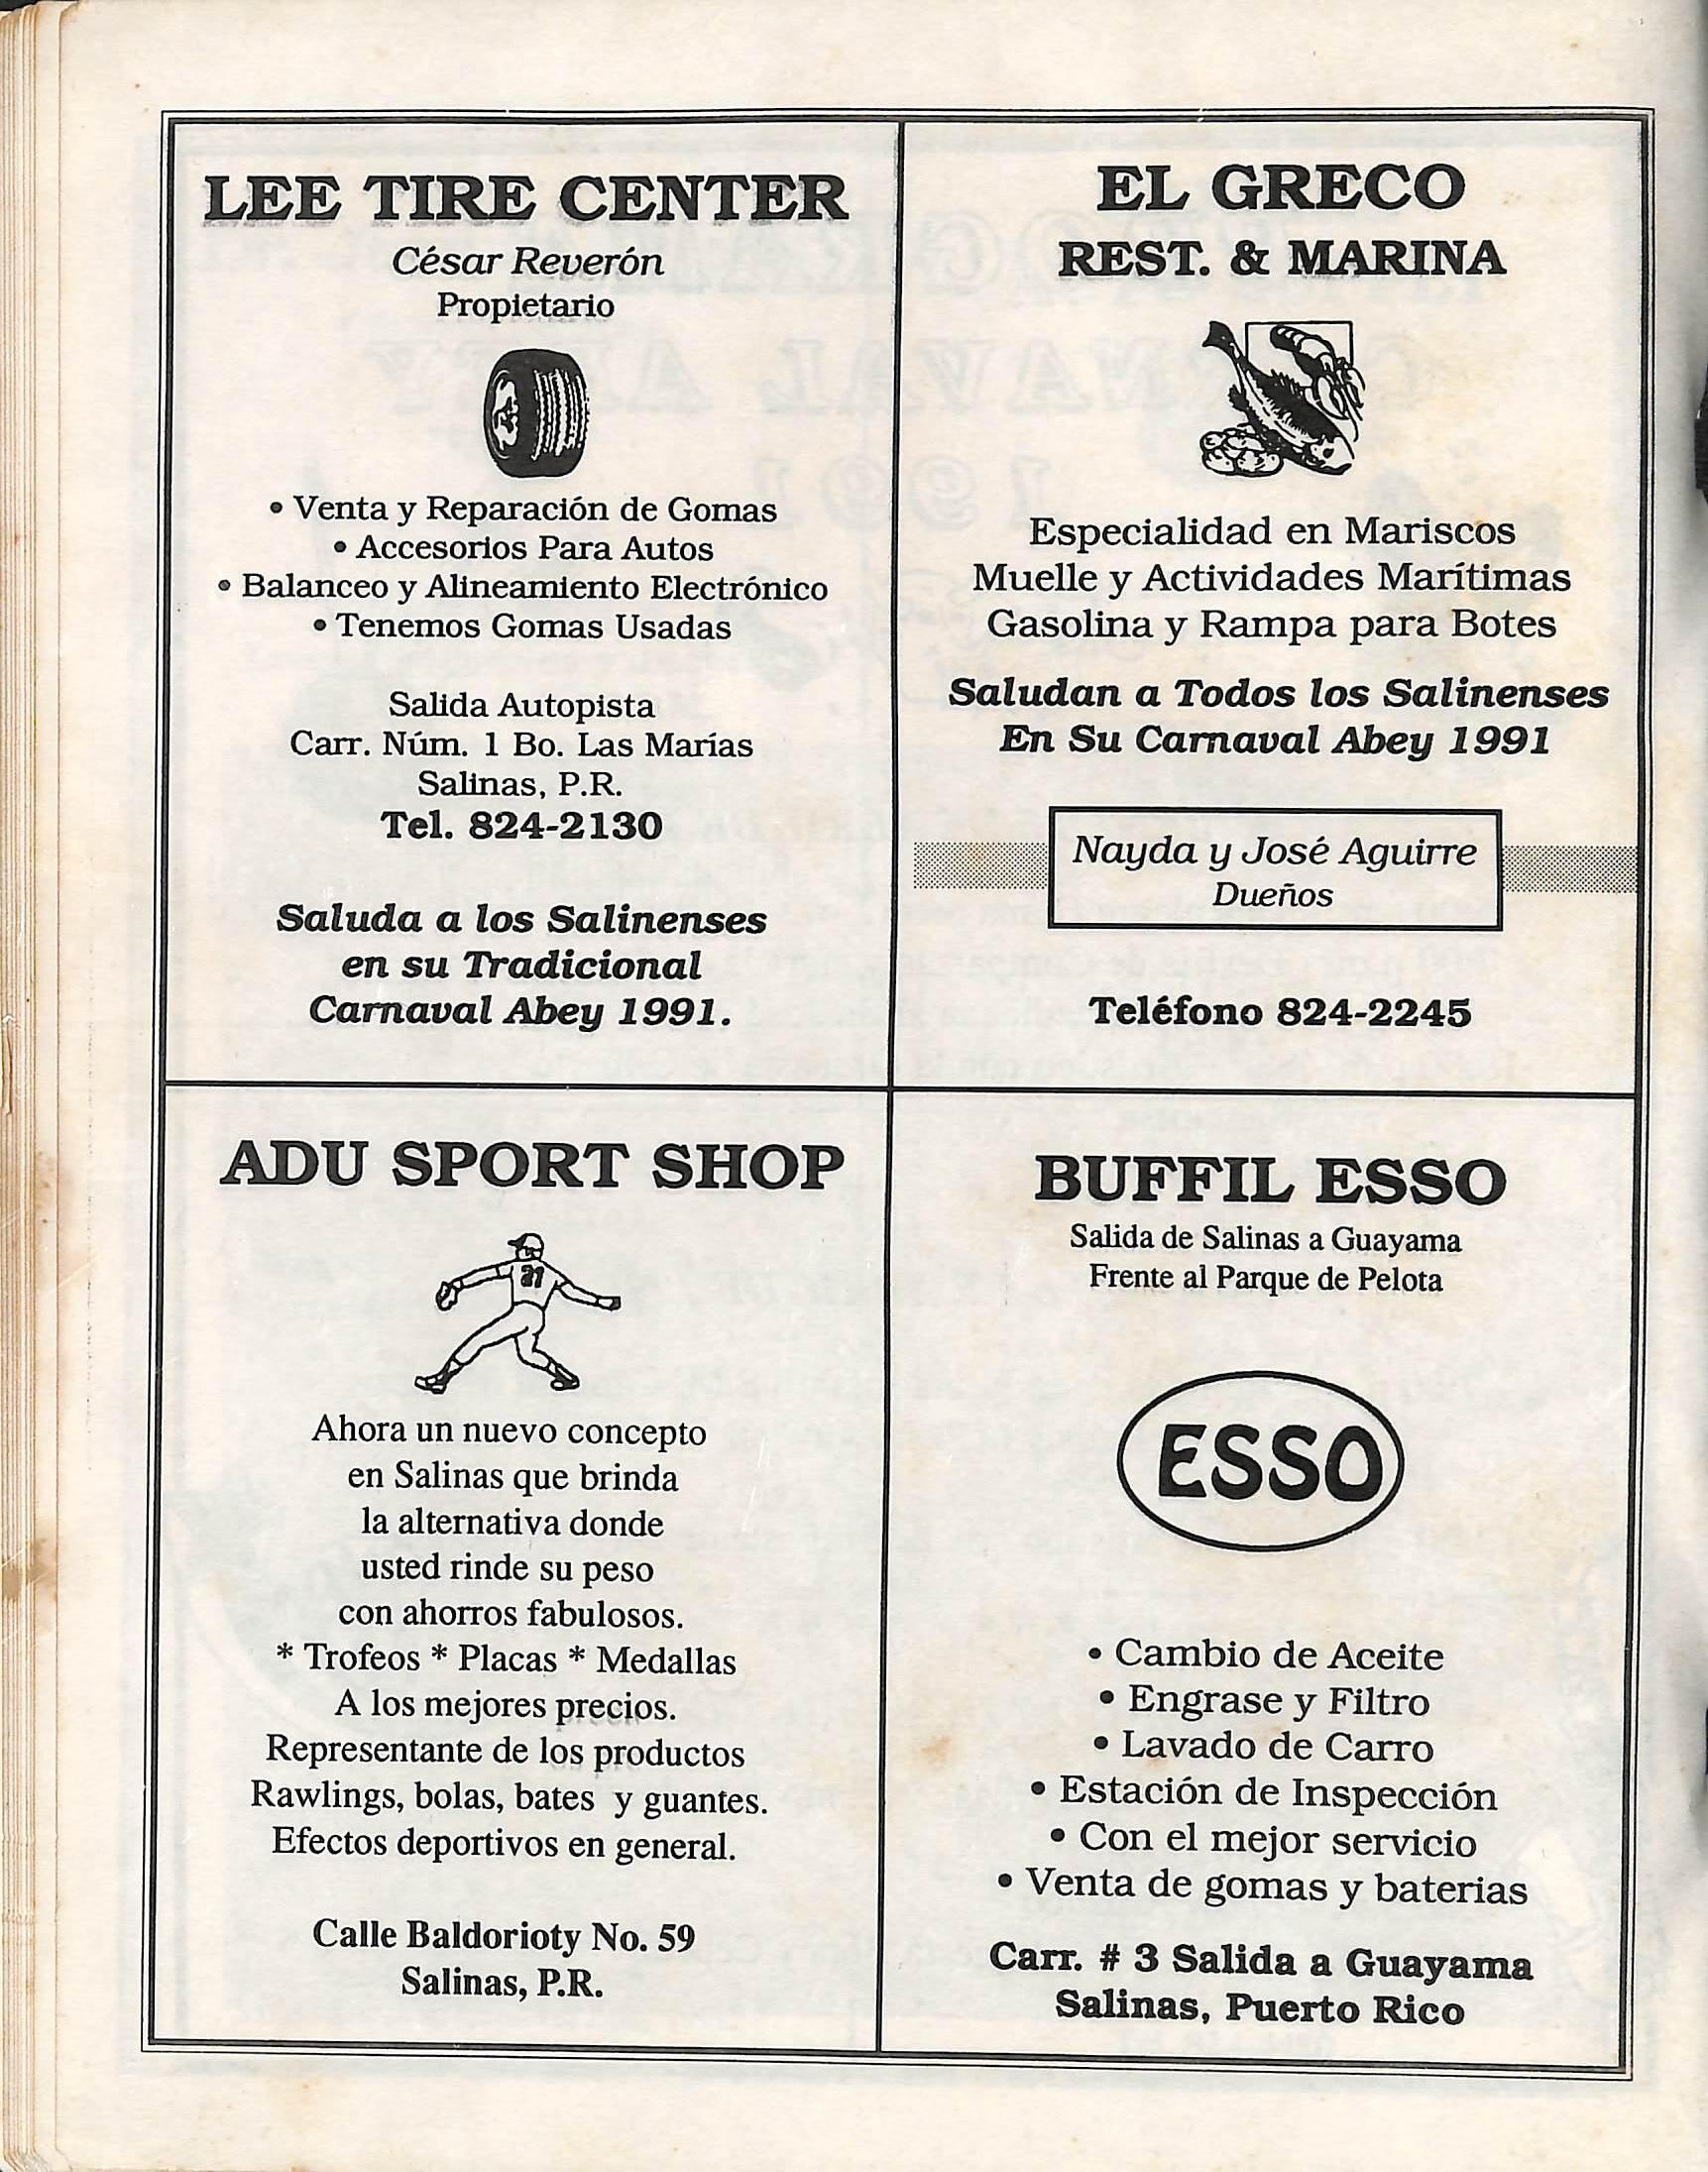 LEE TIRE CENTER
César Reverón
Propietario
• Venta y Reparación de Gomas
• Accesorios Para Autos
• Balanceo y Alineamiento Electrónico
• Tenemos Gomas Usadas
Salida Autopista
Carr. Núm. 1 Bo. Las Marías
Salinas, P.R.
Tel. 824-2130
Saluda a los Salinenses
en su Tradicional
Carnaval Abey 1991.
EL GRECO
REST. & MARINA
Especialidad en Mariscos
Muelle y Actividades Marítimas
Gasolina y Rampa para Botes
Saludan a Todos los Salinenses
En Su Carnaval Abey 1991
Nayda y José Aguirre
Dueños
Teléfono 824-2245
ADU SPORT SHOP
21
Ahora un nuevo concepto
en Salinas que brinda
la alternativa donde
usted rinde su peso
con ahorros fabulosos.
* Trofeos * Placas * Medallas
A los mejores precios.
Representante de los productos
Rawlings, bolas, bates y guantes.
Efectos deportivos en general.
Calle Baldorioty No. 59
Salinas, P.R.
BUFFIL ESSO
Salida de Salinas a Guayama
Frente al Parque de Pelota
ESSO
• Cambio de Aceite
• Engrase y Filtro
• Lavado de Carro
• Estación de Inspección
• Con el mejor servicio
• Venta de gomas y baterias
Carr. # 3 Salida a Guayama
Salinas, Puerto Rico